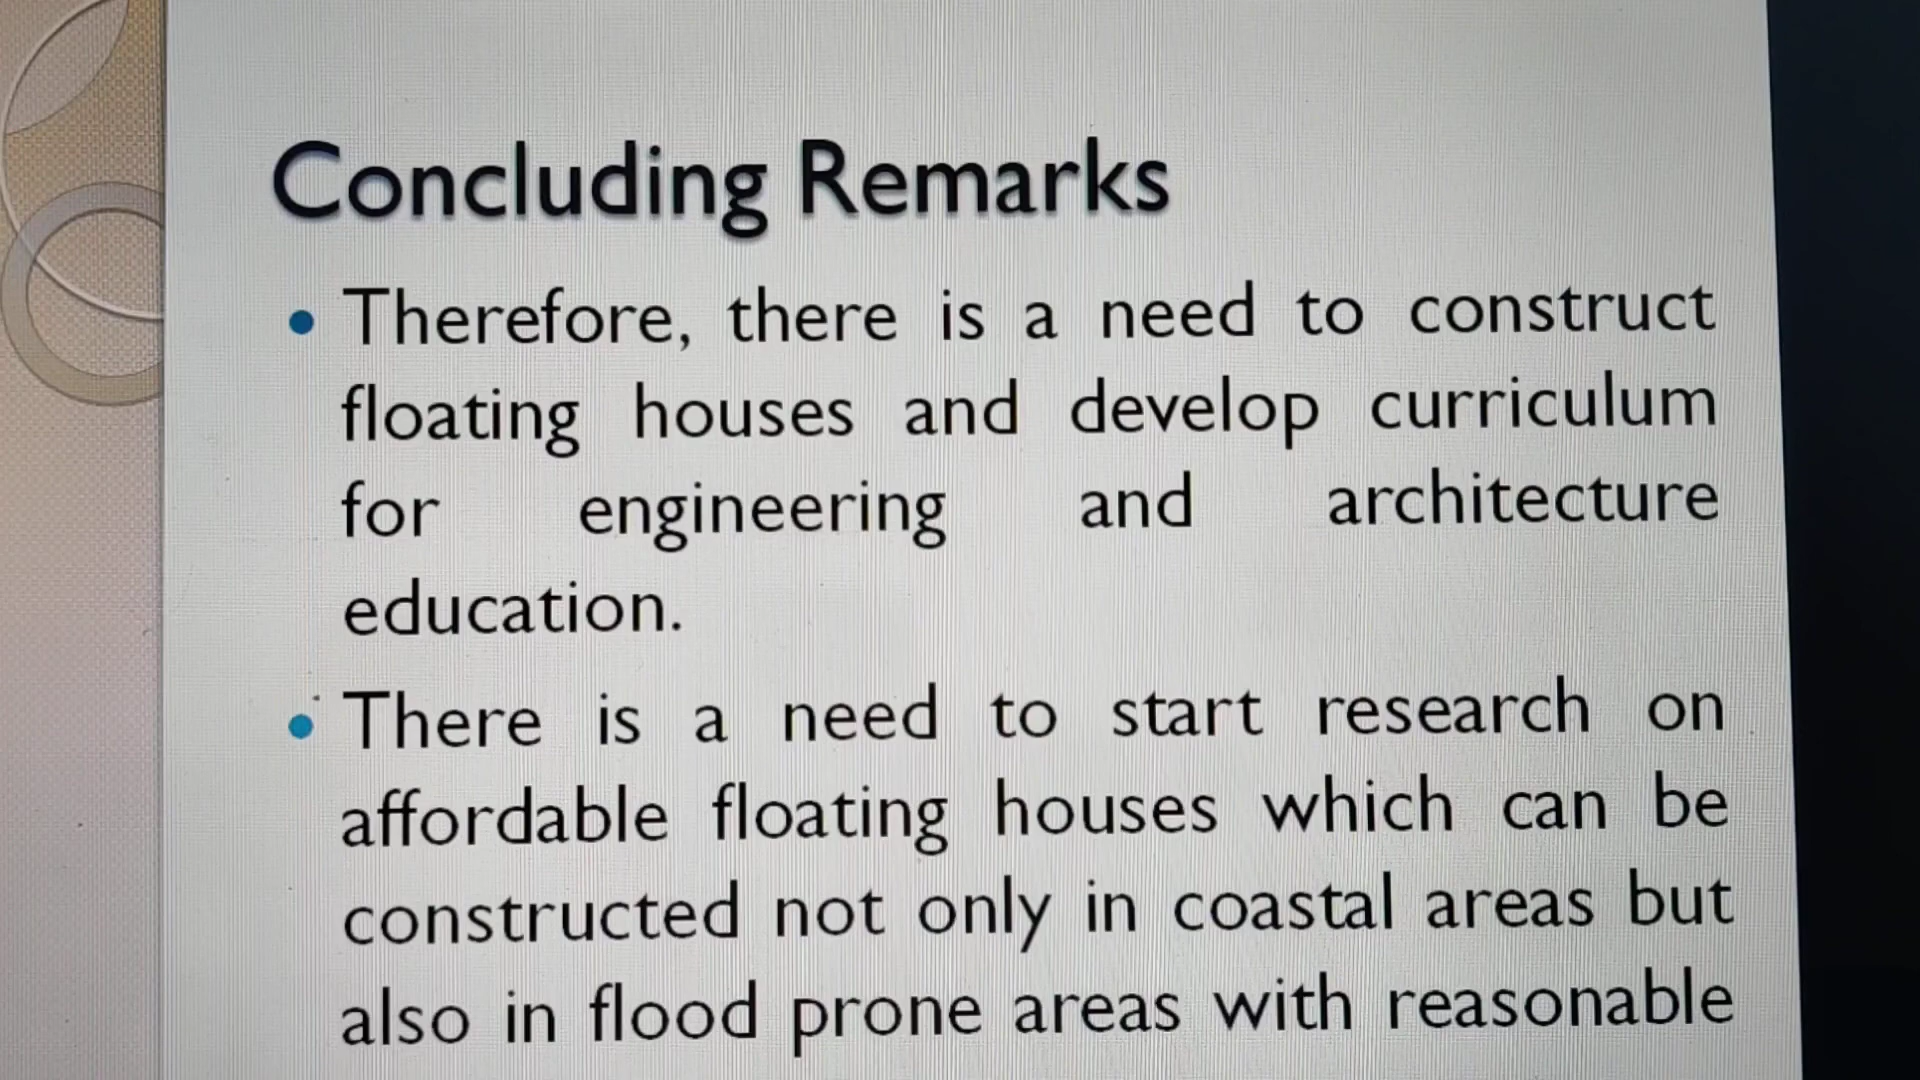 Concluding Remarks
• Therefore, there is a need to construct
floating houses and develop curriculum
for engineering and architecture
education.
• There is a need to start research on
affordable floating houses which can be
constructed not only in coastal areas but
also in flood prone areas with reasonable